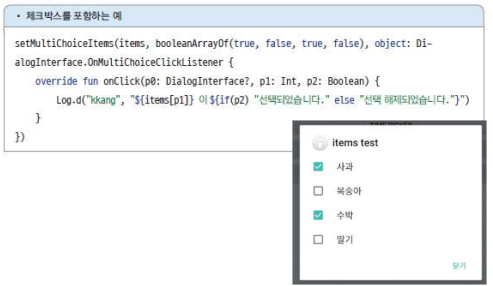 • 체크박스를 포함하는 예
setMultiChoiceItems(items, booleanArrayOf(true, false, true, false), object: Di-
alogInterface.OnMultiChoiceClickListener {
override fun onClick(p0: DialogInterface?, p1: Int, p2: Boolean) {
Log.d("kkang", "${items[p1]} 이 ${if(p2) "선택되었습니다." else "선택 해제되었습니다."}")
}
})
items test
사과
복숭아
수박
딸기
닫기